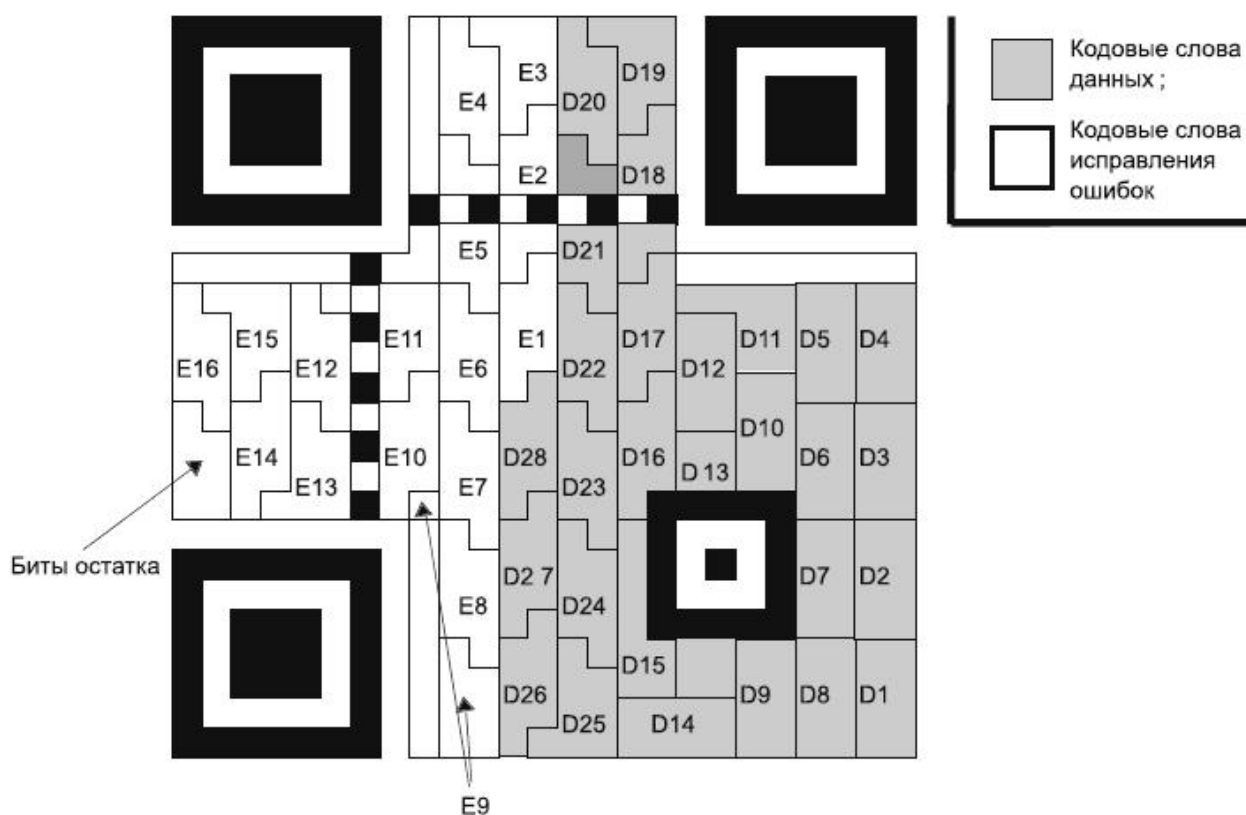 E3 D19
E4 D20
E2 D18
Кодовые слова
данных ;
Кодовые слова
исправления
ошибок
E5 D21
E15 E11 E1 D17 D11 D5 D4
E16 E12 E6 D22 D12
D10
E14 E10 D28 D16 D6 D3
E13 E7 D23 D 13
Биты остатка
E8 D2 7 D24 D7 D2
D15
D26 D9 D8 D1
D25 D14
E9